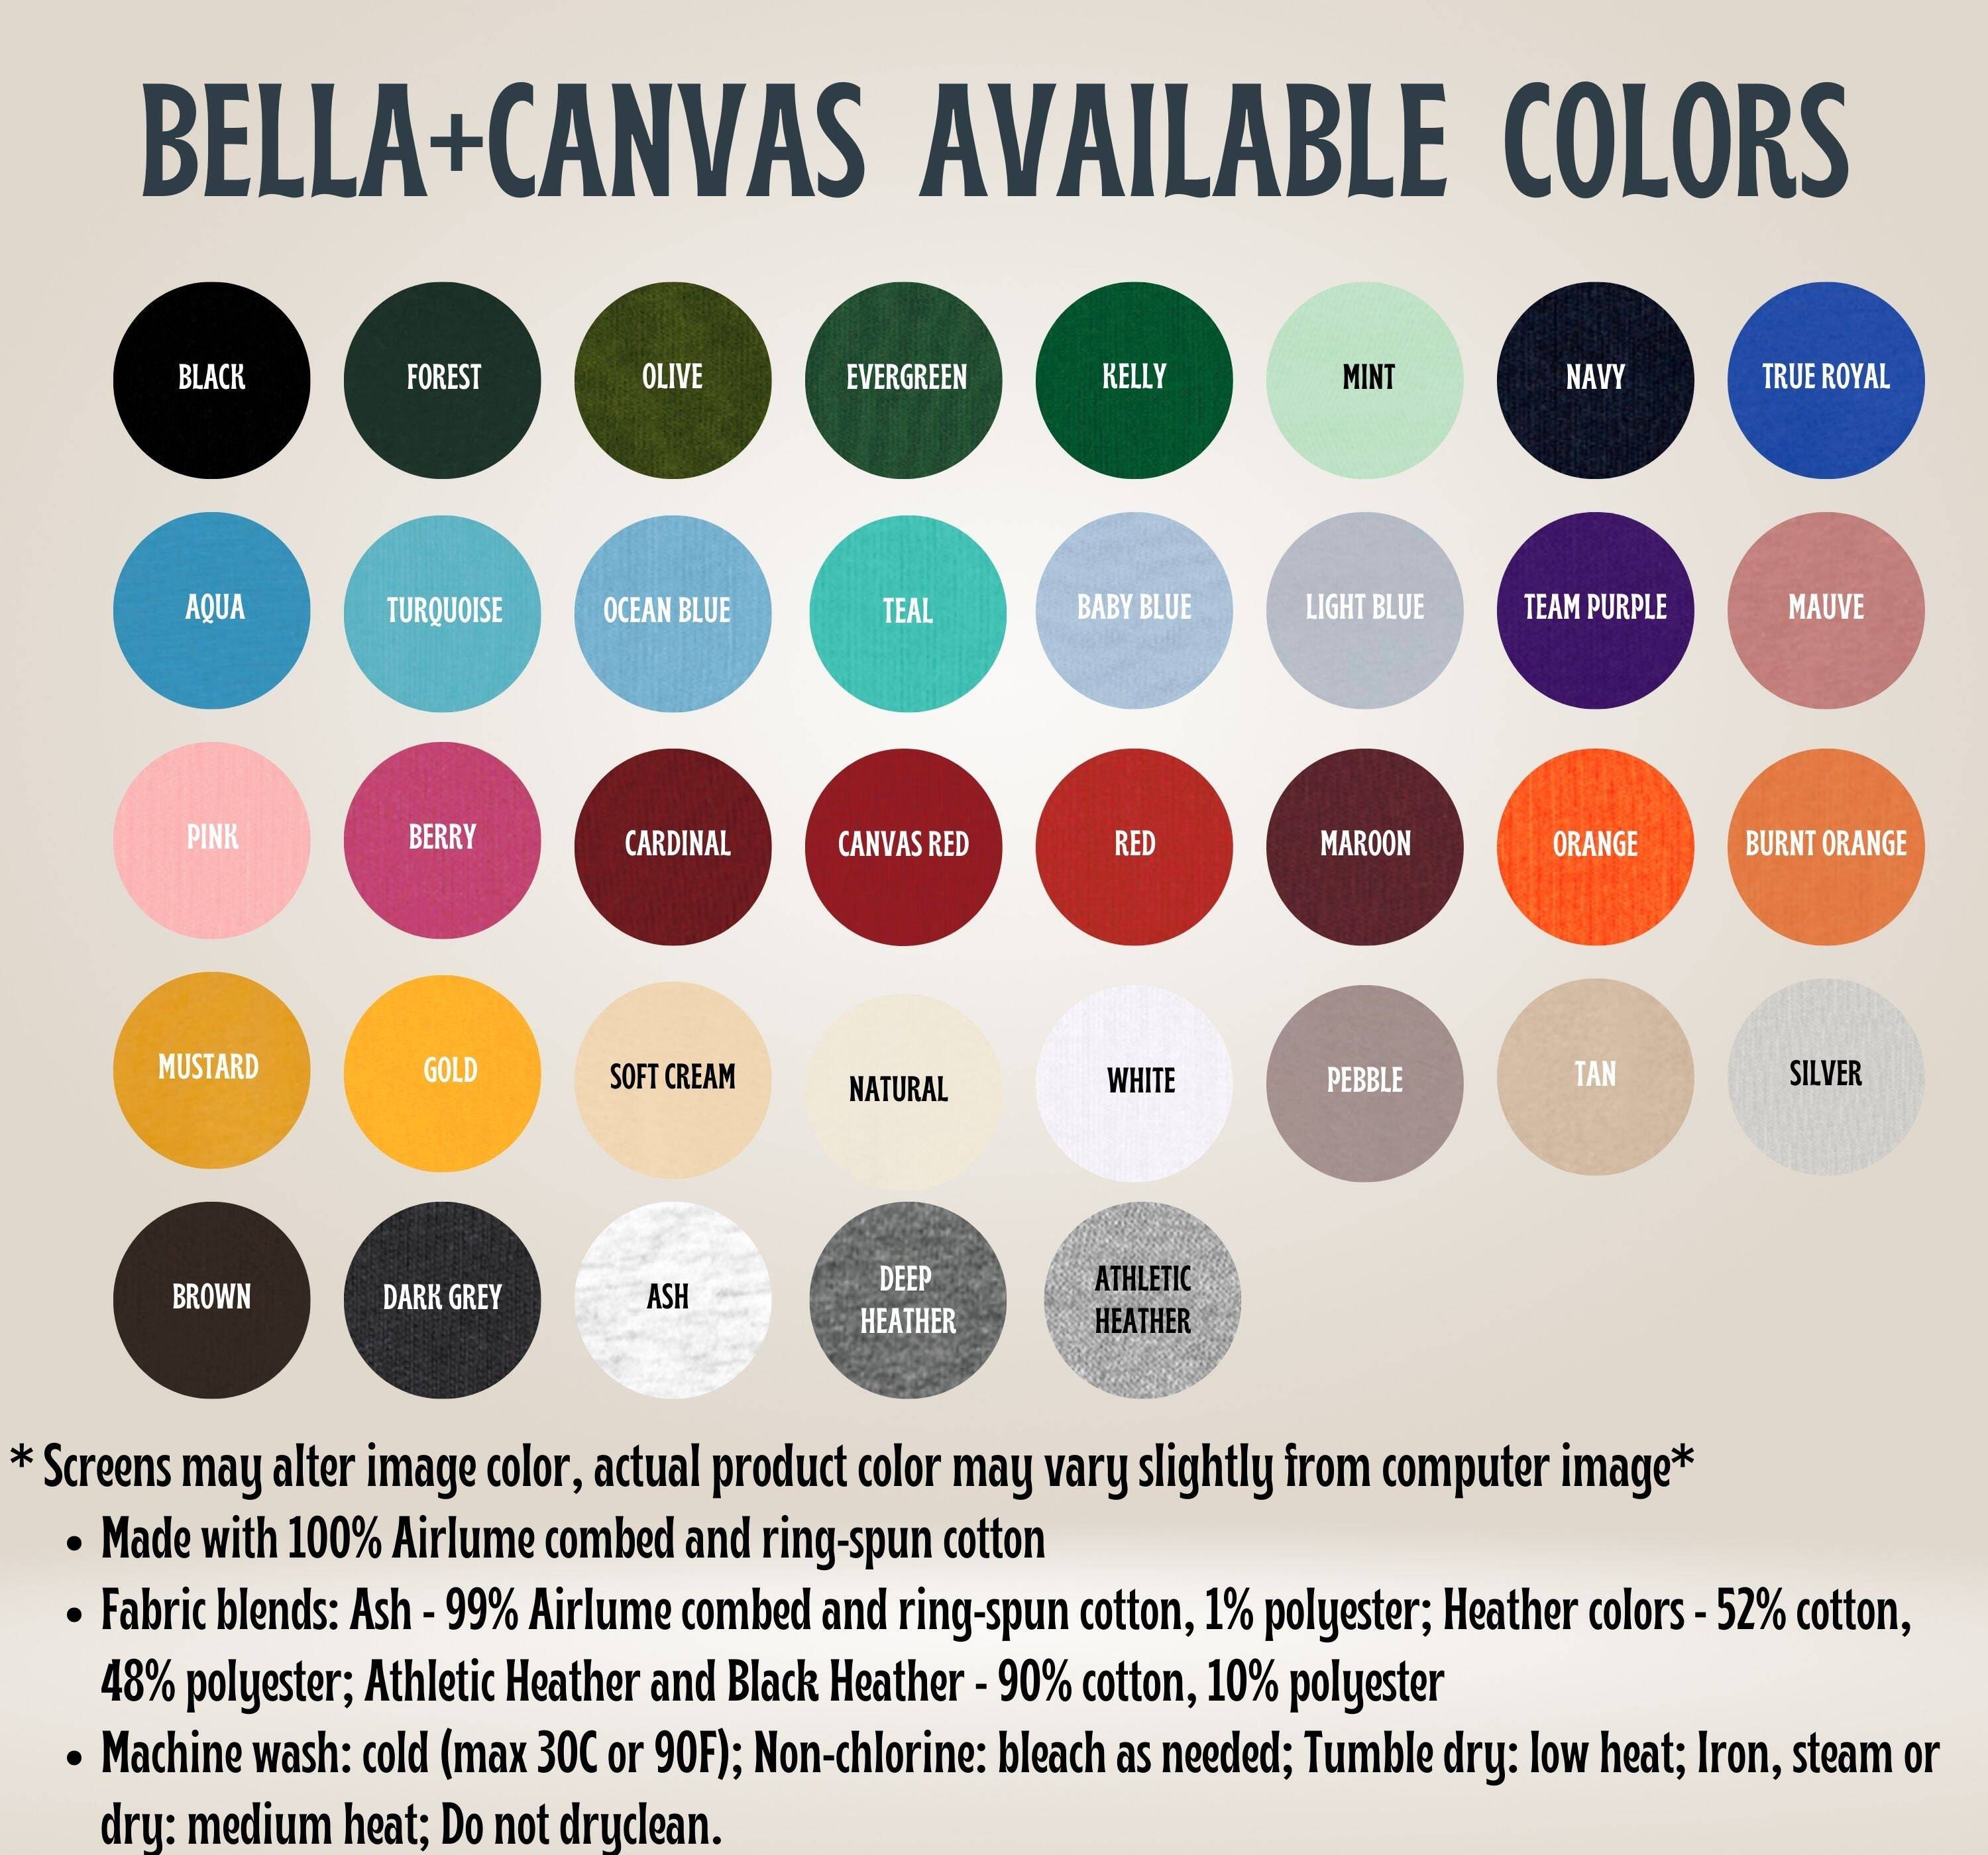 BELLA+CANVAS AVAILABLE COLORS
BLACK
FOREST
OLIVE
EVERGREEN
KELLY
MINT
NAVY
TRUE ROYAL
AQUA
TURQUOISE
OCEAN BLUE
TEAL
BABY BLUE
LIGHT BLUE
TEAM PURPLE
MAUVE
PINK
BERRY
CARDINAL
CANVAS RED
RED
MAROON
ORANGE
BURNT ORANGE
MUSTARD
GOLD
SOFT CREAM
NATURAL
WHITE
PEBBLE
TAN
SILVER
BROWN
DARK GREY
ASH
DEEP
HEATHER
ATHLETIC
HEATHER
* Screens may alter image color, actual product color may vary slightly from computer image*
• Made with 100% Airlume combed and ring-spun cotton
• Fabric blends: Ash - 99% Airlume combed and ring-spun cotton, 1% polyester; Heather colors - 52% cotton,
48% polyester; Athletic Heather and Black Heather - 90% cotton, 10% polyester
• Machine wash: cold (max 30C or 90F); Non-chlorine: bleach as needed; Tumble dry: low heat; Iron, steam or
dry: medium heat; Do not dryclean.